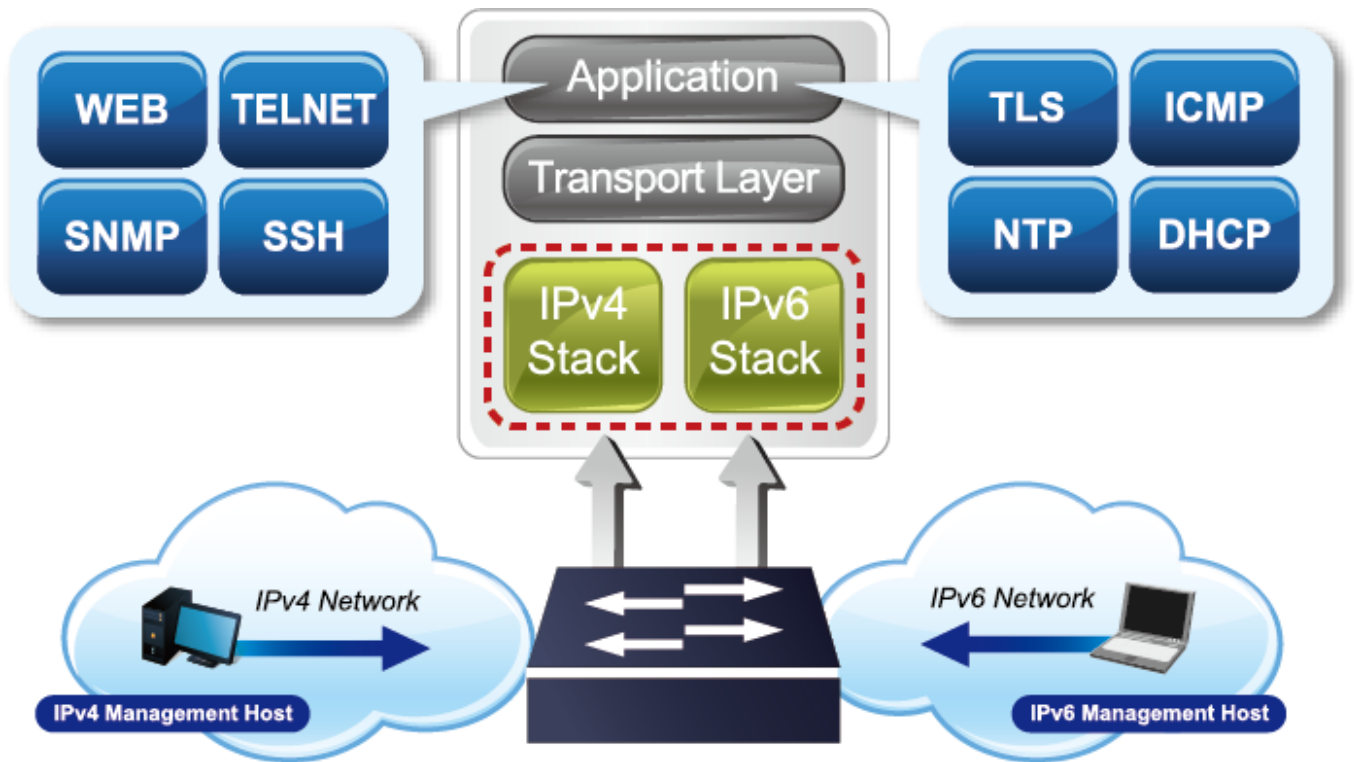 WEB
TELNET
SNMP
SSH
Application
Transport Layer
IPv4
Stack
IPv6
Stack
TLS
ICMP
NTP
DHCP
IPv4 Network
IPv4 Management Host
IPv6 Network
IPv6 Management Host